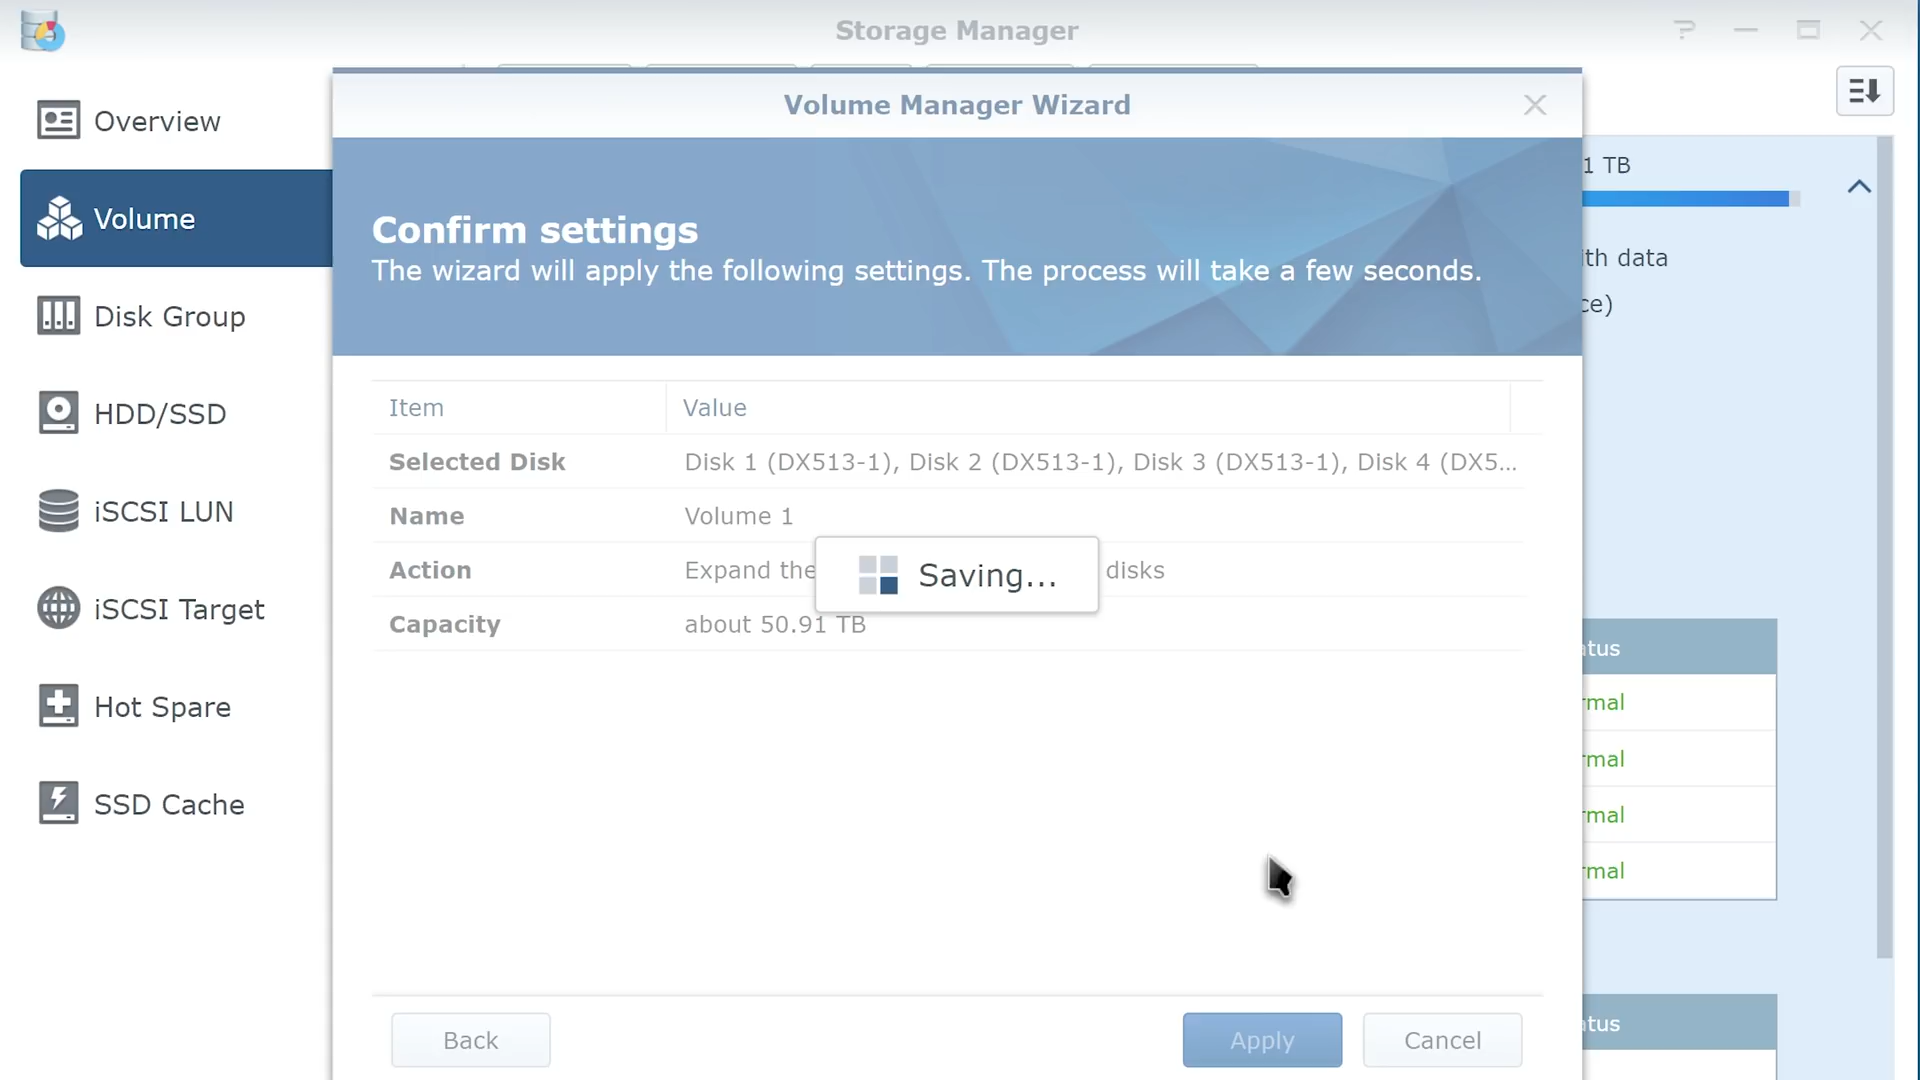 Storage Manager
Overview
Volume
Disk Group
HDD/SSD
iSCSI LUN
iSCSI Target
Hot Spare
SSD Cache
Volume Manager Wizard
Confirm settings
The wizard will apply the following settings. The process will take a few seconds.
Item Value
Selected Disk Disk 1 (DX513-1), Disk 2 (DX513-1), Disk 3 (DX513-1), Disk 4 (DX5...
Name Volume 1
Action Expand the disks
Saving...
Capacity about 50.91 TB
Back Apply Cancel
1 TB
ith data
ce)
atus
rmal
rmal
rmal
rmal
atus